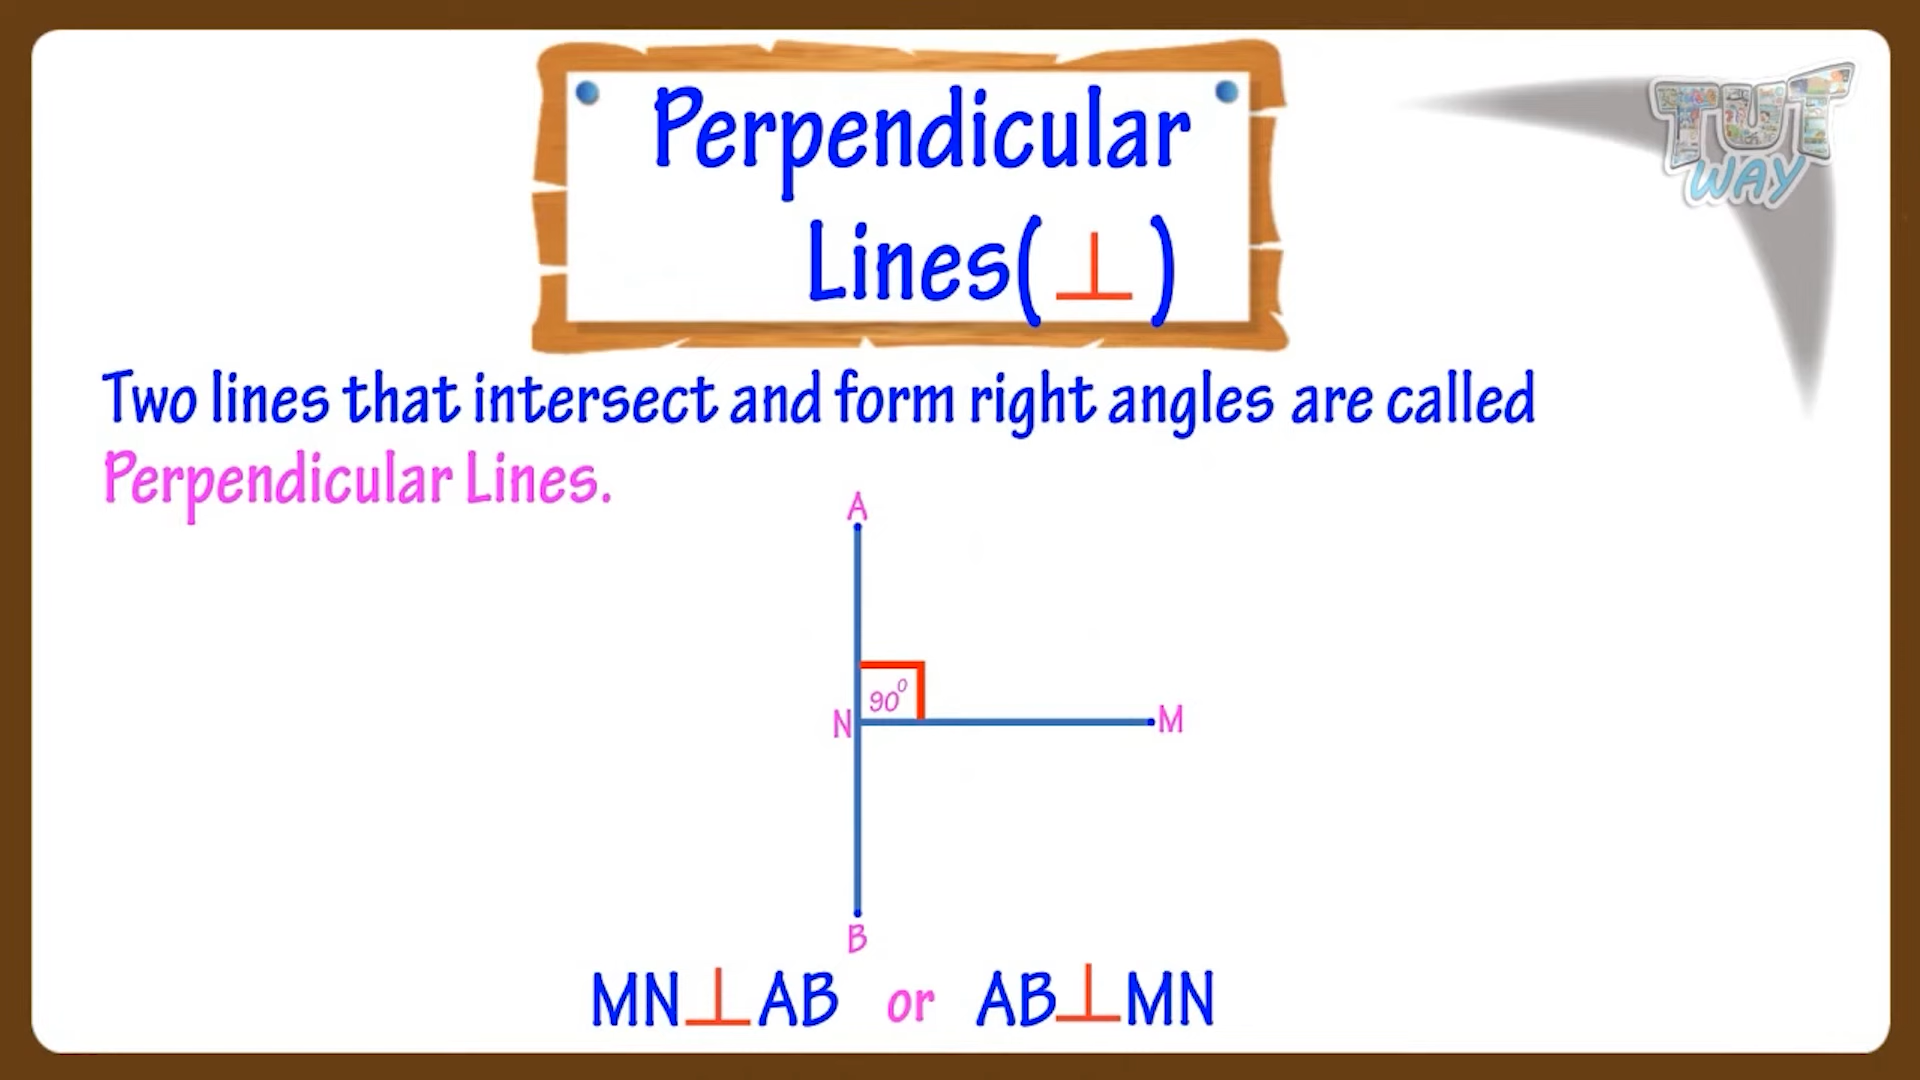 Perpendicular
Lines(⊥)
TUT
WAY
Two lines that intersect and form right angles are called
Perpendicular Lines.
A
90⁰
N
M
B
MN⊥AB or AB⊥MN